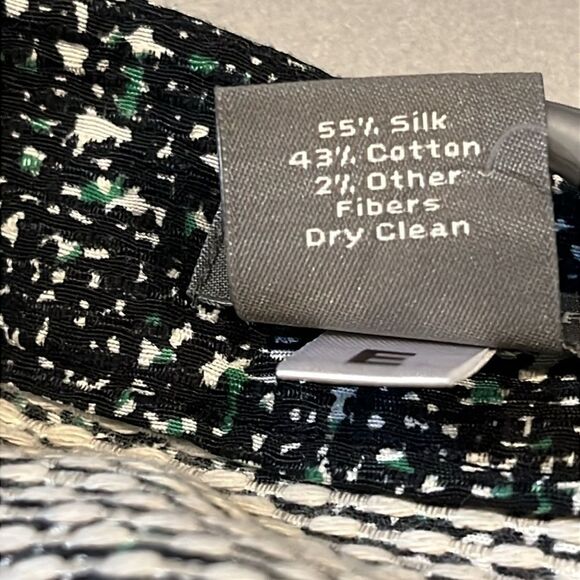 55% Silk
43% Cotton
2% Other
Fibers
Dry Clean
E